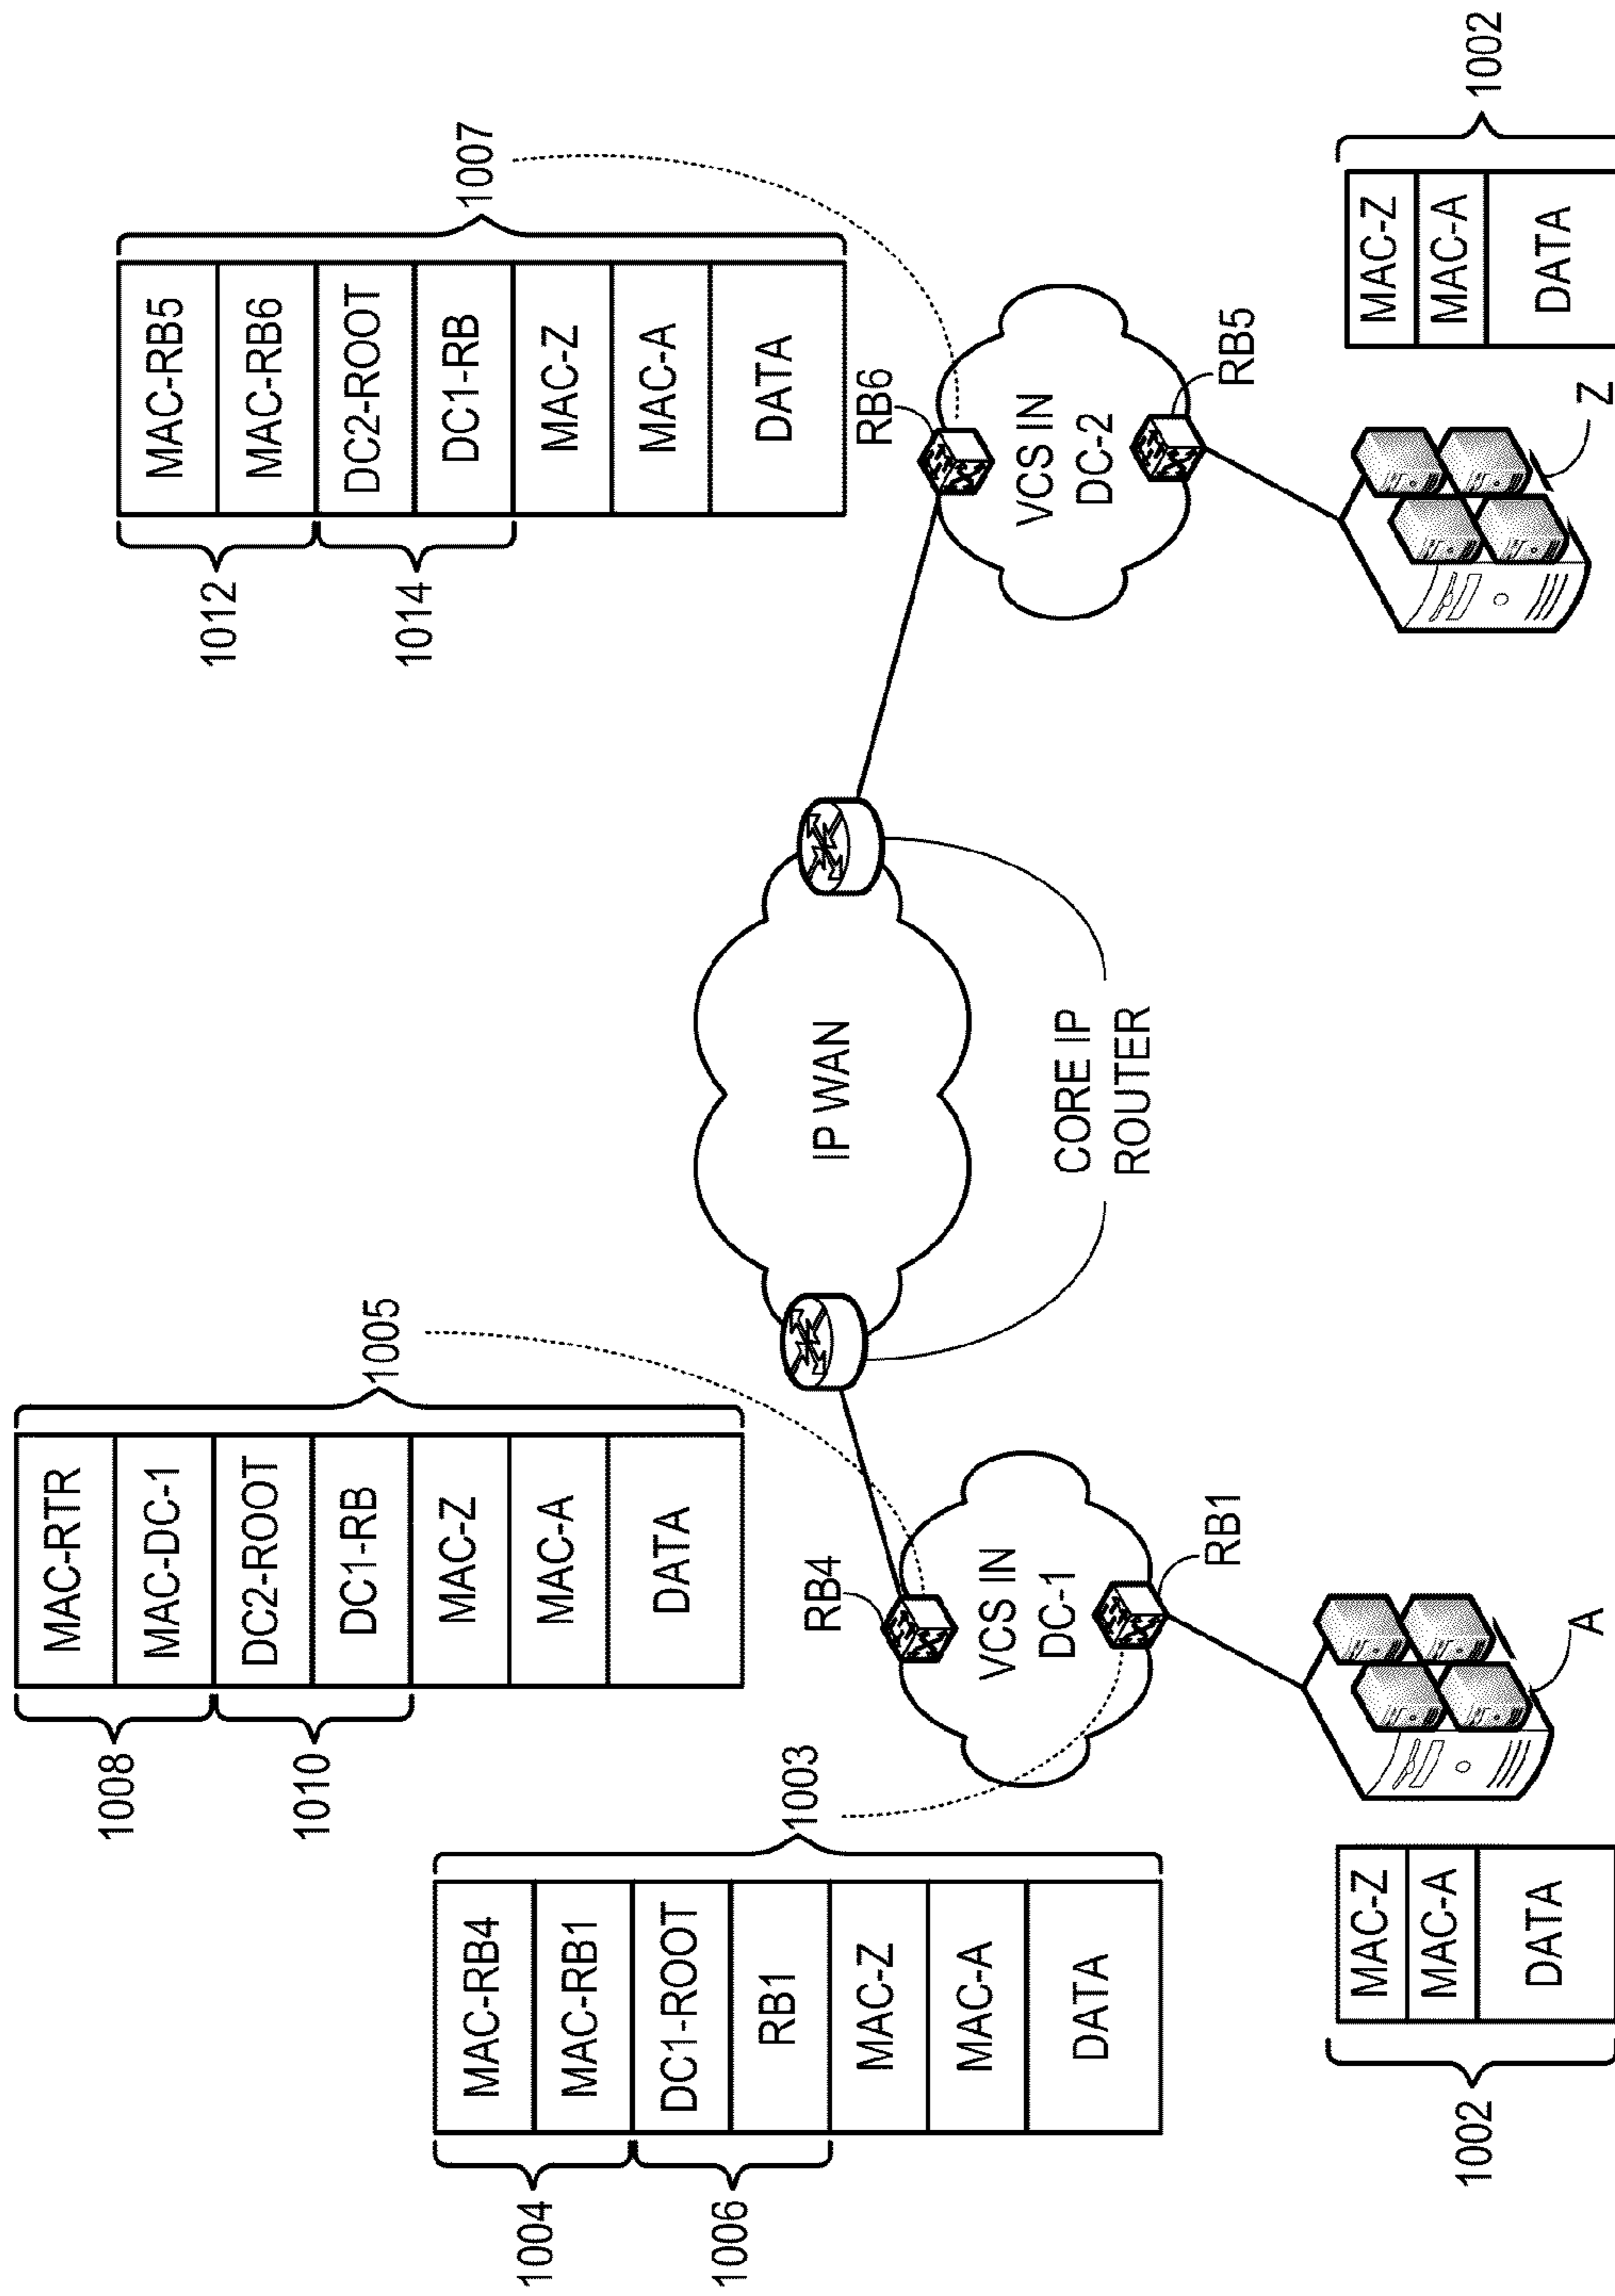 1004
1006
MAC-RB4
MAC-RB1
DC1-ROOT
RB1
MAC-Z
MAC-A
DATA
1003
1008
1010
MAC-RTR
MAC-DC-1
DC2-ROOT
DC1-RB
MAC-Z
MAC-A
DATA
1005
1012
1014
MAC-RB5
MAC-RB6
DC2-ROOT
DC1-RB
MAC-Z
MAC-A
DATA
1007
RB4
VCS IN
DC-1
RB1
IP WAN
CORE IP
ROUTER
RB6
VCS IN
DC-2
RB5
1002
MAC-Z
MAC-A
DATA
A
Z
MAC-Z
MAC-A
DATA
1002